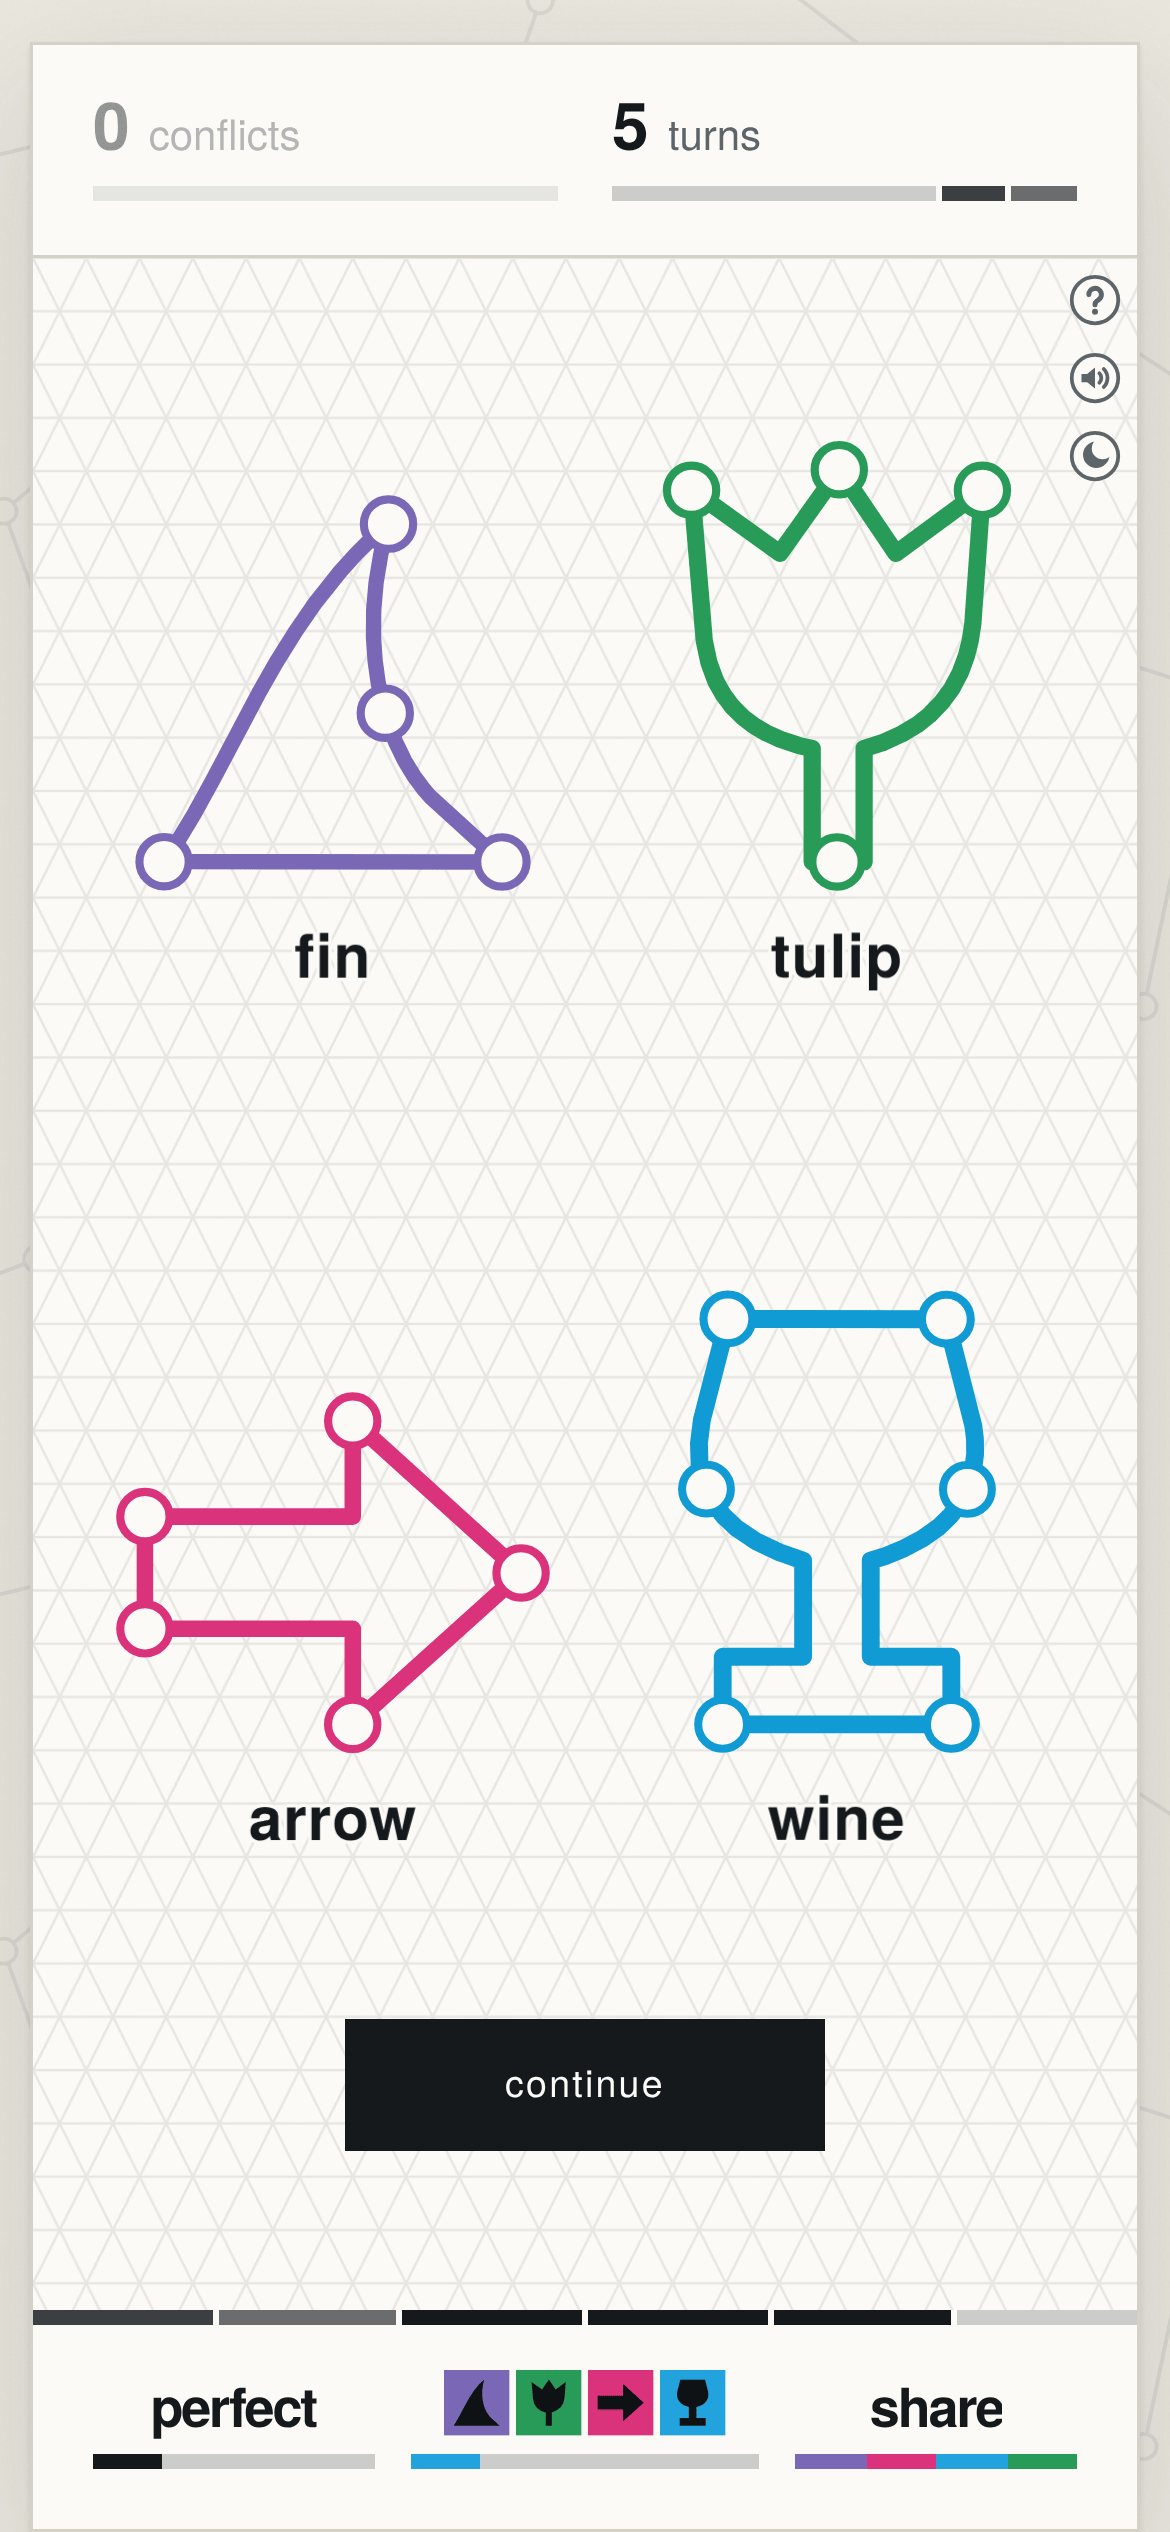 0 conflicts
5 turns
?
fin
tulip
arrow
wine
continue
perfect
share